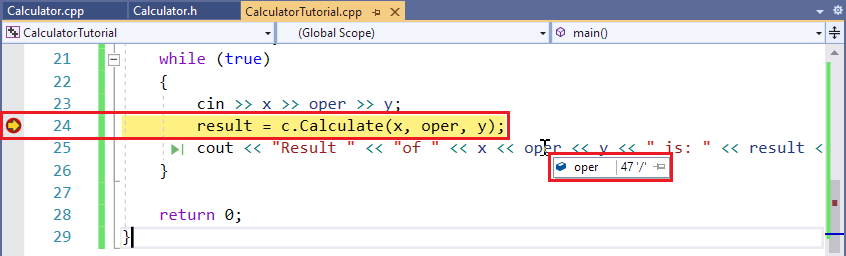 Calculator.cpp Calculator.h CalculatorTutorial.cpp
CalculatorTutorial (Global Scope) main()
21 while (true)
22 {
23 cin >> x >> oper >> y;
24 result = c.Calculate(x, oper, y);
25 cout << "Result " << "of " << x << oper << y << " is: " << result <
oper 47 '/'
26 }
27
28 return 0;
29 }